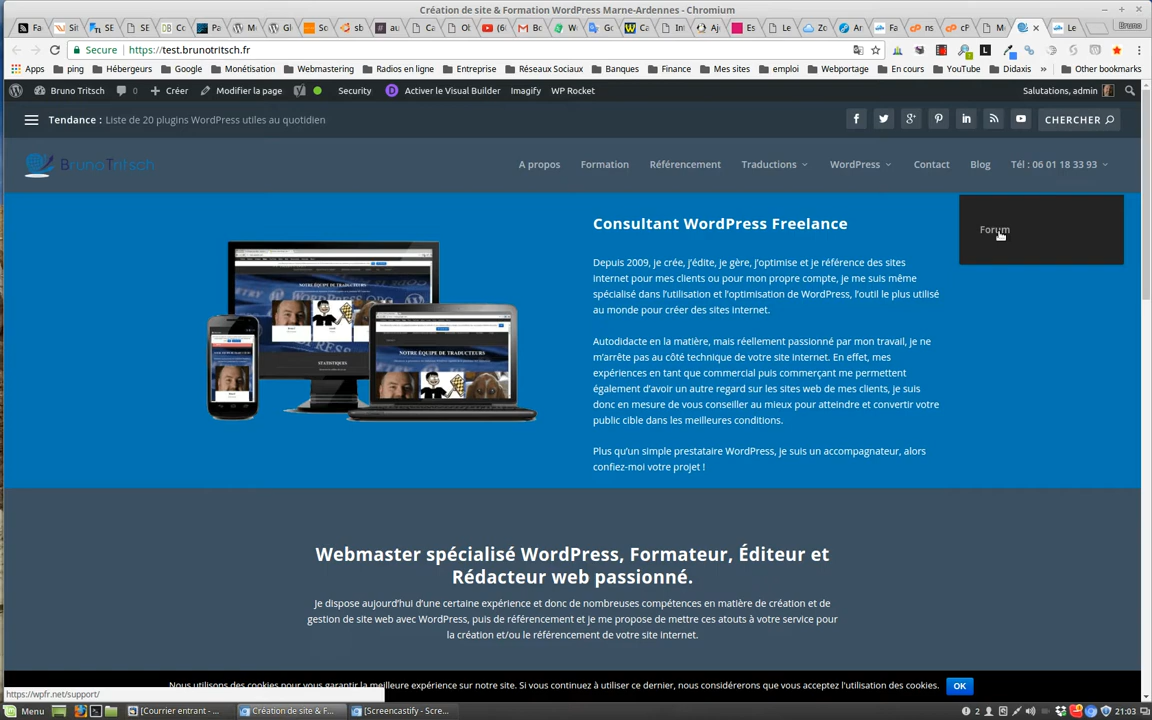 Création de site & Formation WordPress Marne-Ardennes - Chromium
Secure https://test.brunotritsch.fr
Apps ping Hébergeurs Google Monétisation Webmastering Radios en ligne Entreprise Réseaux Sociaux Banques Finance Mes sites emploi Webportage En cours YouTube Didaxis » Other bookmarks
Bruno Tritsch 0 Créer Modifier la page Security Activer le Visual Builder Imagify WP Rocket Salutations, admin
Tendance : Liste de 20 plugins WordPress utiles au quotidien CHERCHER
BrunoTritsch A propos Formation Référencement Traductions WordPress Contact Blog Tél : 06 01 18 33 93
Forum
Consultant WordPress Freelance
Depuis 2009, je crée, j'édite, je gère, j'optimise et je référence des sites
internet pour mes clients ou pour mon propre compte, je me suis même
spécialisé dans l'utilisation et l'optimisation de WordPress, l'outil le plus utilisé
au monde pour créer des sites internet.
Autodidacte en la matière, mais réellement passionné par mon travail, je ne
m'arrête pas au côté technique de votre site Internet. En effet, mes
expériences en tant que commercial puis commerçant me permettent
également d'avoir un autre regard sur les sites web de mes clients, je suis
donc en mesure de vous conseiller au mieux pour atteindre et convertir votre
public cible dans les meilleures conditions.
Plus qu'un simple prestataire WordPress, je suis un accompagnateur, alors
confiez-moi votre projet !
NOTRE ÉQUIPE DE TRADUCTEURS
Webmaster spécialisé WordPress, Formateur, Éditeur et
Rédacteur web passionné.
Je dispose aujourd'hui d'une certaine expérience et donc de nombreuses compétences en matière de création et de
gestion de site web avec WordPress, puis de référencement et je me propose de mettre ces atouts à votre service pour
la création et/ou le référencement de votre site internet.
Nous utilisons des cookies pour vous garantir la meilleure expérience sur notre site. Si vous continuez à utiliser ce dernier, nous considérerons que vous acceptez l'utilisation des cookies. OK
https://wpfr.net/support/
Menu [Courrier entrant - ... Création de site & F... [Screencastify - Scre... 2 21:03